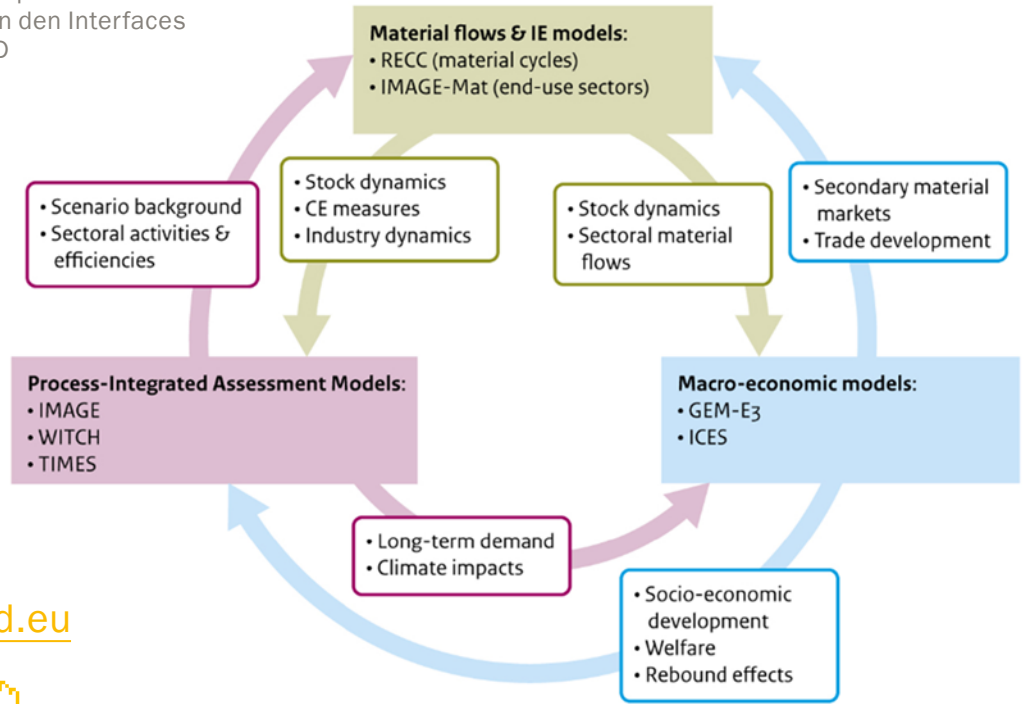 n den Interfaces
Material flows & IE models:
• RECC (material cycles)
• IMAGE-Mat (end-use sectors)
• Scenario background
• Sectoral activities &
efficiencies
• Stock dynamics
• CE measures
• Industry dynamics
• Stock dynamics
• Sectoral material
flows
• Secondary material
markets
• Trade development
Process-Integrated Assessment Models:
• IMAGE
• WITCH
• TIMES
Macro-economic models:
• GEM-E3
• ICES
• Long-term demand
• Climate impacts
• Socio-economic
development
• Welfare
• Rebound effects
d.eu